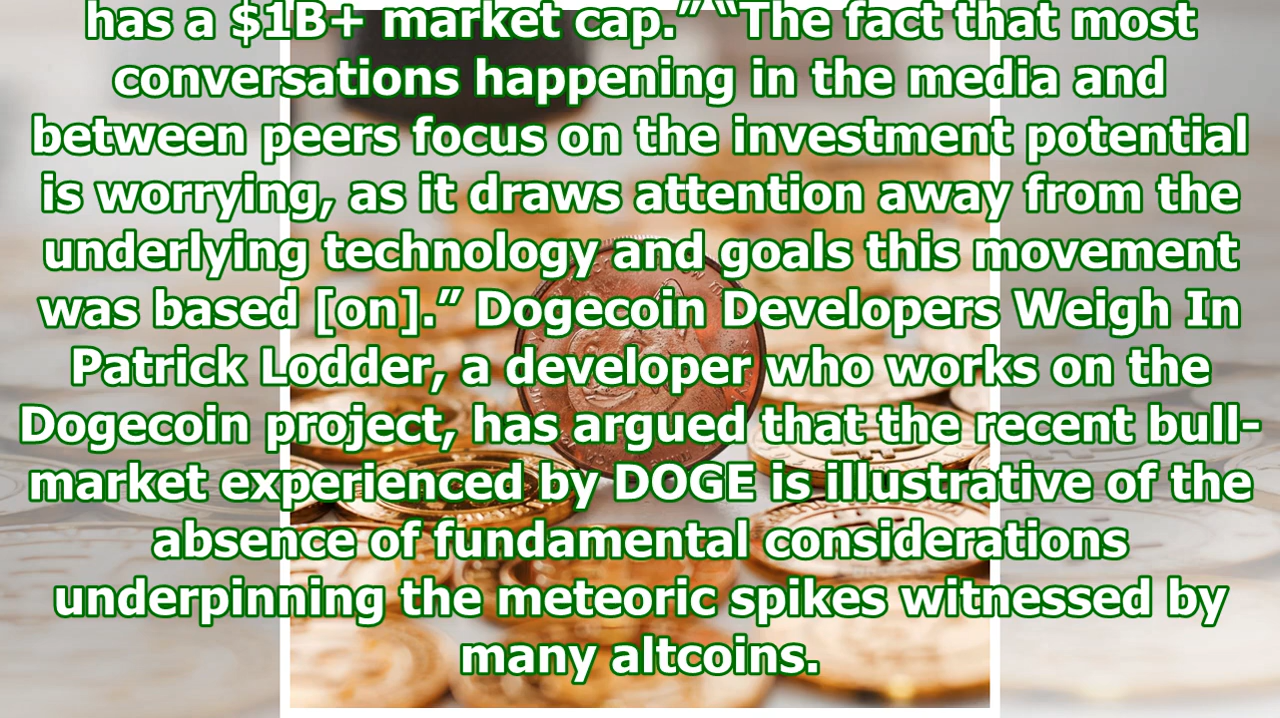 has a $1B+ market cap.” “The fact that most
conversations happening in the media and
between peers focus on the investment potential
is worrying, as it draws attention away from the
underlying technology and goals this movement
was based [on].” Dogecoin Developers Weigh In
Patrick Lodder, a developer who works on the
Dogecoin project, has argued that the recent bull-
market experienced by DOGE is illustrative of the
absence of fundamental considerations
underpinning the meteoric spikes witnessed by
many altcoins.